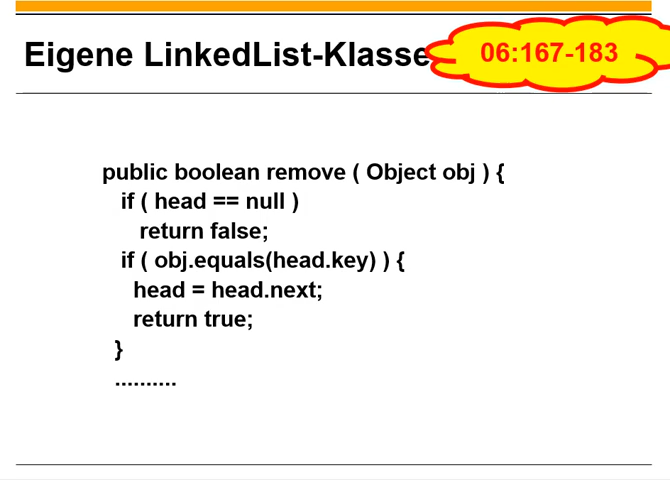 Eigene LinkedList-Klasse
06:167-183
public boolean remove ( Object obj ) {
if ( head == null )
return false;
if ( obj.equals(head.key) ) {
head = head.next;
return true;
}
..........